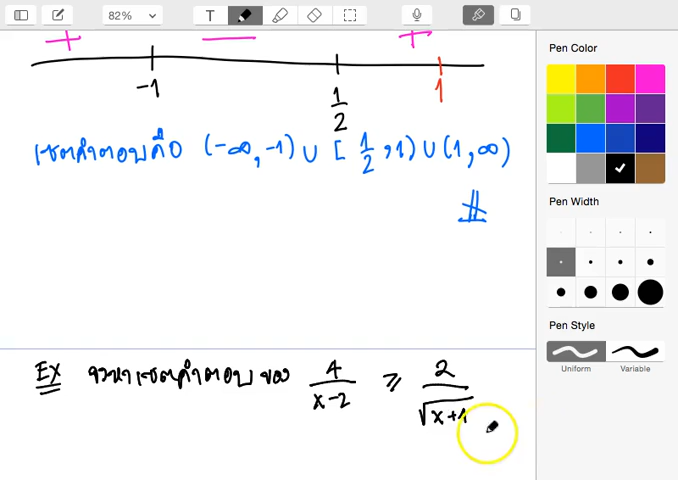 82%
T
Pen Color
+ — +
-1 1/2 1
เซตคำตอบคือ (-∞, -1) ∪ [1/2, 1) ∪ (1, ∞)
#
Pen Width
Pen Style
Uniform Variable
EX จงหาเซตคำตอบของ 4/(x-2) ≥ 2/√(x+1)